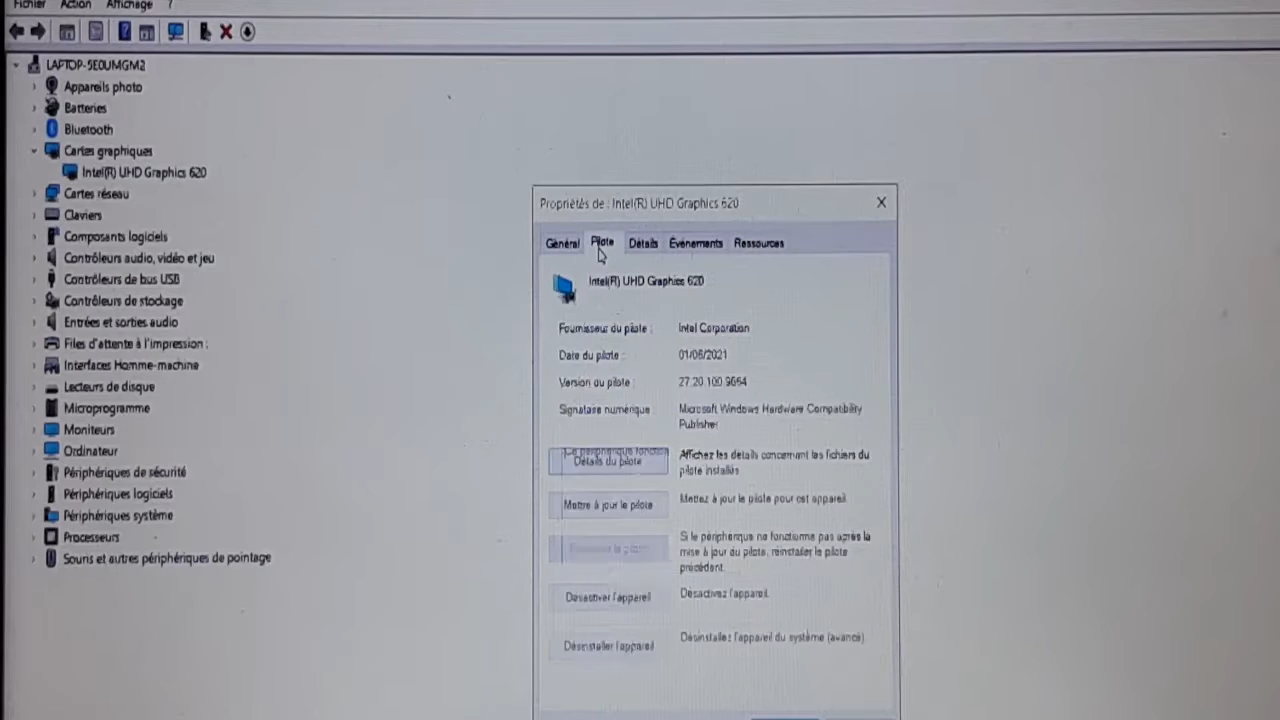 Fichier Action Affichage ?
LAPTOP-5E0UMGM2
Appareils photo
Batteries
Bluetooth
Cartes graphiques
Intel(R) UHD Graphics 620
Cartes réseau
Claviers
Composants logiciels
Contrôleurs audio, vidéo et jeu
Contrôleurs de bus USB
Contrôleurs de stockage
Entrées et sorties audio
Files d'attente à l'impression :
Interfaces Homme-machine
Lecteurs de disque
Microprogramme
Moniteurs
Ordinateur
Périphériques de sécurité
Périphériques logiciels
Périphériques système
Processeurs
Souris et autres périphériques de pointage
Propriétés de : Intel(R) UHD Graphics 620
X
Général Pilote Détails Événements Ressources
Intel(R) UHD Graphics 620
Fournisseur du pilote : Intel Corporation
Date du pilote : 01/06/2021
Version du pilote : 27.20.100.9664
Signataire numérique : Microsoft Windows Hardware Compatibility
Publisher
Détails du pilote
Affichez les détails concernant les fichiers du
pilote installés.
Mettre à jour le pilote
Mettez à jour le pilote pour cet appareil.
Si le périphérique ne fonctionne pas après la
mise à jour du pilote, réinstaller le pilote
précédent.
Désactiver l'appareil
Désactivez l'appareil.
Désinstaller l'appareil
Désinstallez l'appareil du système (avancé).